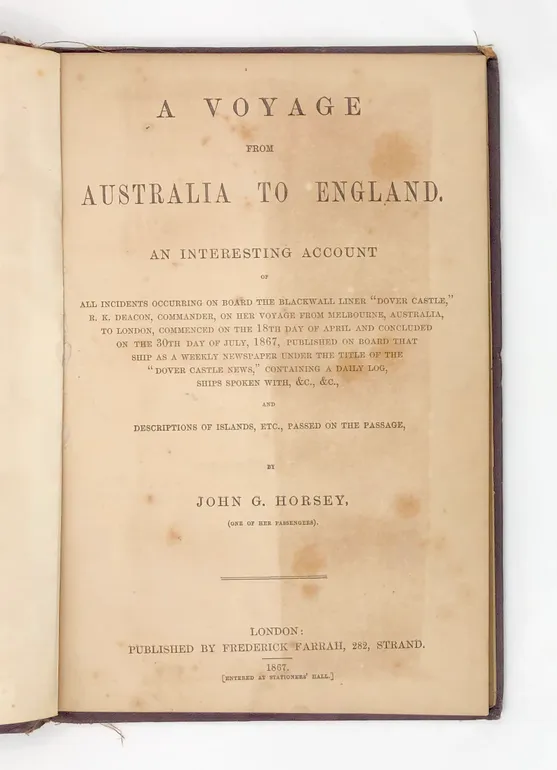 A VOYAGE
FROM
AUSTRALIA TO ENGLAND.
AN INTERESTING ACCOUNT
OF
ALL INCIDENTS OCCURRING ON BOARD THE BLACKWALL LINER "DOVER CASTLE,"
R. K. DEACON, COMMANDER, ON HER VOYAGE FROM MELBOURNE, AUSTRALIA,
TO LONDON, COMMENCED ON THE 18TH DAY OF APRIL AND CONCLUDED
ON THE 30TH DAY OF JULY, 1867, PUBLISHED ON BOARD THAT
SHIP AS A WEEKLY NEWSPAPER UNDER THE TITLE OF THE
"DOVER CASTLE NEWS," CONTAINING A DAILY LOG,
SHIPS SPOKEN WITH, &C., &C.,
AND
DESCRIPTIONS OF ISLANDS, ETC., PASSED ON THE PASSAGE,
BY
JOHN G. HORSEY,
(ONE OF HER PASSENGERS).
LONDON:
PUBLISHED BY FREDERICK FARRAH, 282, STRAND.
1867.
[ENTERED AT STATIONERS' HALL.]